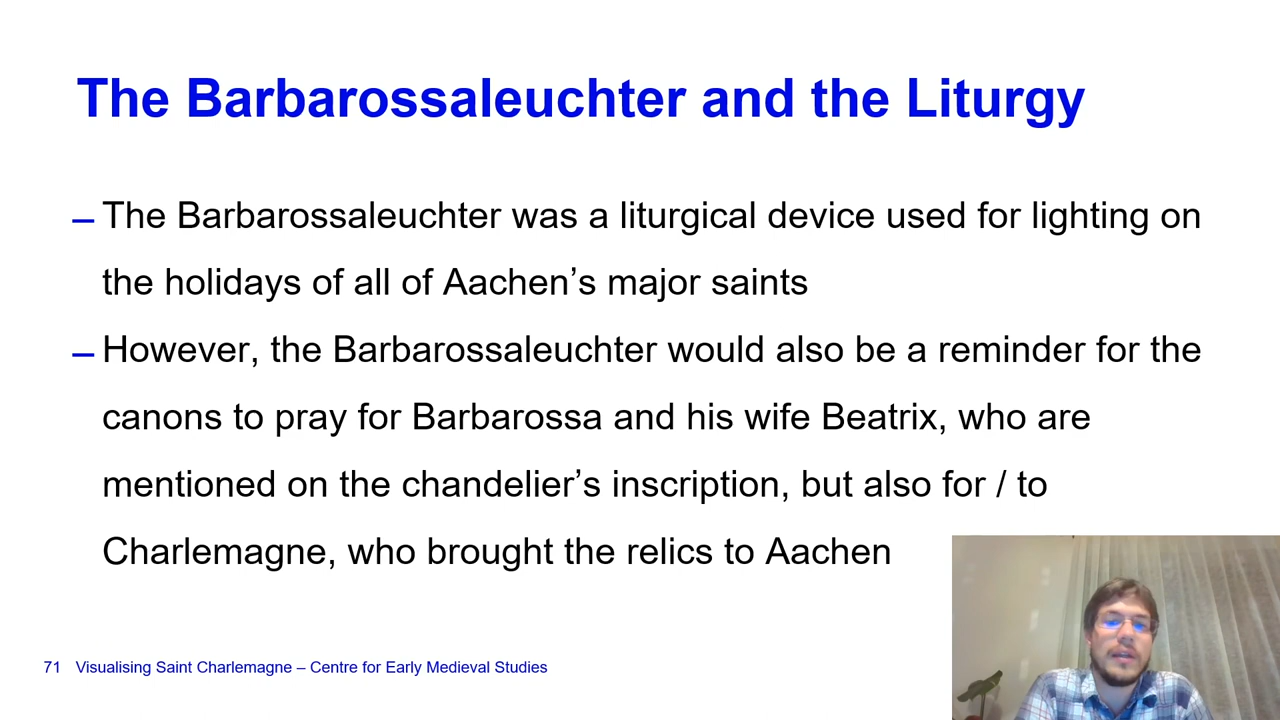 The Barbarossaleuchter and the Liturgy
– The Barbarossaleuchter was a liturgical device used for lighting on
the holidays of all of Aachen’s major saints
– However, the Barbarossaleuchter would also be a reminder for the
canons to pray for Barbarossa and his wife Beatrix, who are
mentioned on the chandelier’s inscription, but also for / to
Charlemagne, who brought the relics to Aachen
71 Visualising Saint Charlemagne – Centre for Early Medieval Studies